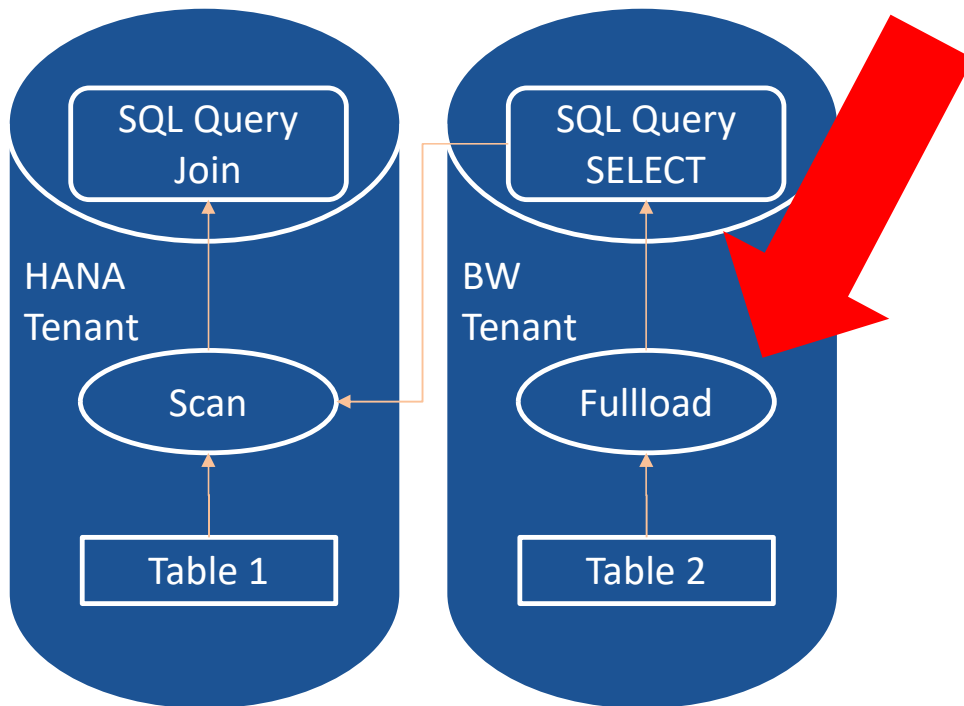 SQL Query
Join
HANA
Tenant
Scan
Table 1
SQL Query
SELECT
BW
Tenant
Fullload
Table 2